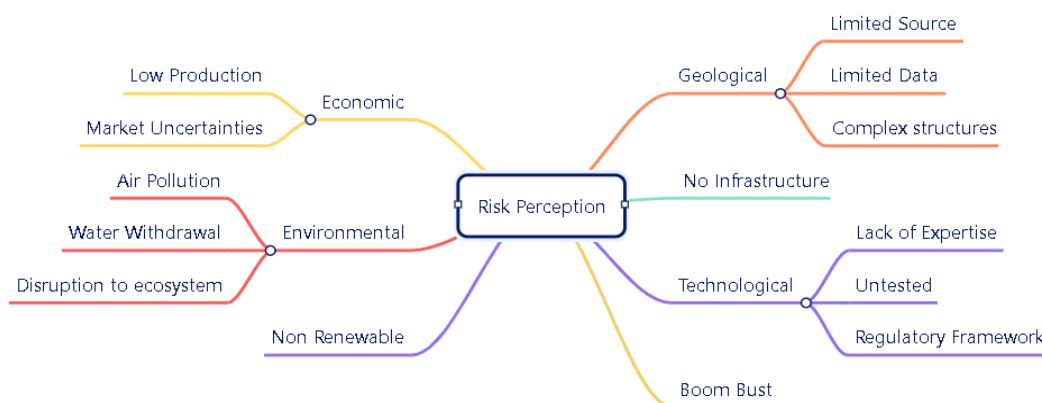 Limited Source
Low Production
Geological
Limited Data
Economic
Market Uncertainties
Complex structures
Air Pollution
No Infrastructure
Risk Perception
Water Withdrawal
Environmental
Lack of Expertise
Disruption to ecosystem
Technological
Untested
Non Renewable
Regulatory Framework
Boom Bust